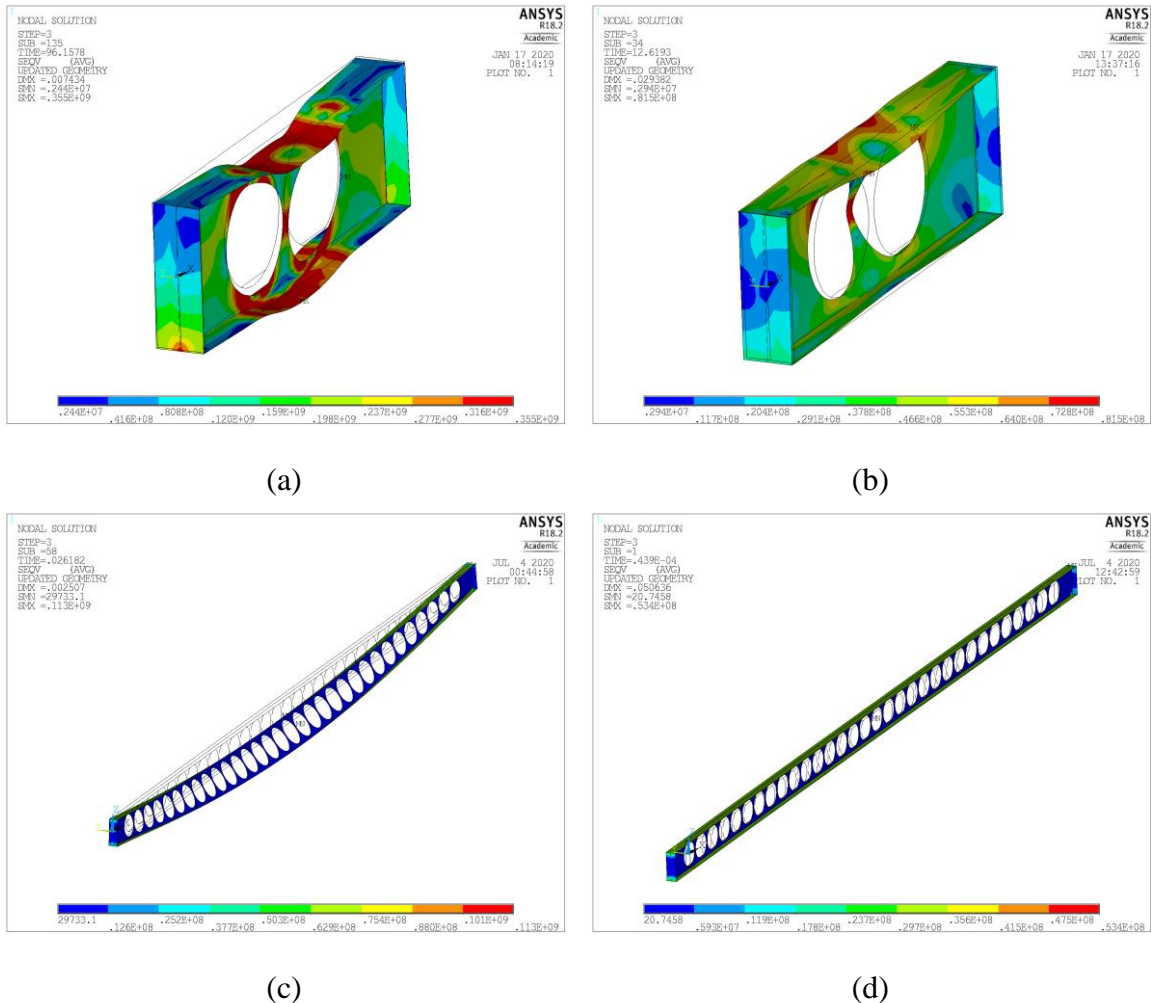 1
NODAL SOLUTION
STEP=3
SUB =135
TIME=96.1578
SEQV (AVG)
UPDATED GEOMETRY
DMX =.007434
SMN =.244E+07
SMX =.355E+09
ANSYS
R18.2
Academic
JAN 17 2020
08:14:19
PLOT NO. 1
X
.244E+07 .808E+08 .159E+09 .237E+09 .316E+09
.416E+08 .120E+09 .198E+09 .277E+09 .355E+09
(a)
1
NODAL SOLUTION
STEP=3
SUB =34
TIME=12.6193
SEQV (AVG)
UPDATED GEOMETRY
DMX =.029382
SMN =.294E+07
SMX =.815E+08
ANSYS
R18.2
Academic
JAN 17 2020
13:37:16
PLOT NO. 1
X
.294E+07 .204E+08 .378E+08 .553E+08 .728E+08
.117E+08 .291E+08 .466E+08 .640E+08 .815E+08
(b)
1
NODAL SOLUTION
STEP=3
SUB =58
TIME=.026182
SEQV (AVG)
UPDATED GEOMETRY
DMX =.002507
SMN =29733.1
SMX =.113E+09
ANSYS
R18.2
Academic
JUL 4 2020
00:44:58
PLOT NO. 1
MN
Z
29733.1 .252E+08 .503E+08 .754E+08 .101E+09
.126E+08 .377E+08 .629E+08 .880E+08 .113E+09
(c)
1
NODAL SOLUTION
STEP=3
SUB =1
TIME=.439E-04
SEQV (AVG)
UPDATED GEOMETRY
DMX =.050636
SMN =20.7458
SMX =.534E+08
ANSYS
R18.2
Academic
JUL 4 2020
12:42:59
PLOT NO. 1
MN
X
20.7458 .119E+08 .237E+08 .356E+08 .475E+08
.593E+07 .178E+08 .297E+08 .415E+08 .534E+08
(d)